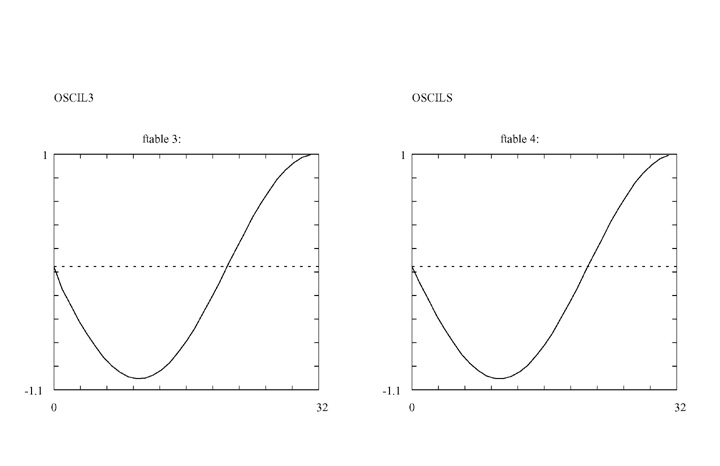 OSCIL3
ftable 3:
1
-1.1
0
32
OSCILS
ftable 4:
1
-1.1
0
32